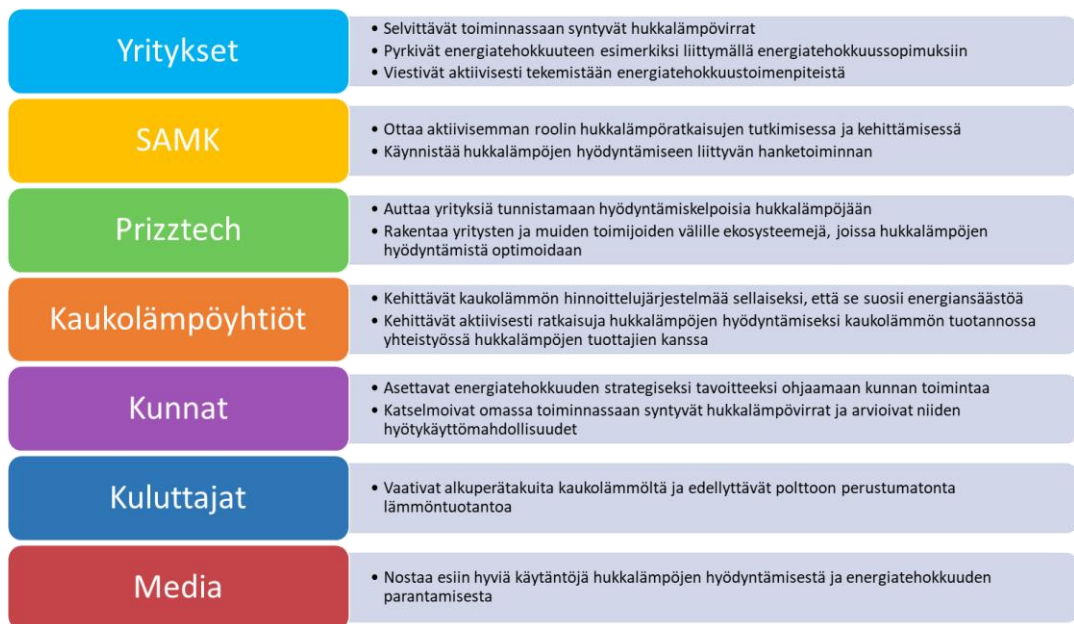 Yritykset
• Selvittävät toiminnassaan syntyvät hukkalämpövirrat
• Pyrkivät energiatehokkuuteen esimerkiksi liittymällä energiatehokkuussopimuksiin
• Viestivät aktiivisesti tekemistään energiatehokkuustoimenpiteistä
SAMK
• Ottaa aktiivisemman roolin hukkalämpöratkaisujen tutkimisessa ja kehittämisessä
• Käynnistää hukkalämpöjen hyödyntämiseen liittyvän hanketoiminnan
Prizztech
• Auttaa yrityksiä tunnistamaan hyödyntämiskelpoisia hukkalämpöjään
• Rakentaa yritysten ja muiden toimijoiden välille ekosysteemejä, joissa hukkalämpöjen
hyödyntämistä optimoidaan
Kaukolämpöyhtiöt
• Kehittävät kaukolämmön hinnoittelujärjestelmää sellaiseksi, että se suosii energiansäästöä
• Kehittävät aktiivisesti ratkaisuja hukkalämpöjen hyödyntämiseksi kaukolämmön tuotannossa
yhteistyössä hukkalämpöjen tuottajien kanssa
Kunnat
• Asettavat energiatehokkuuden strategiseksi tavoitteeksi ohjaamaan kunnan toimintaa
• Katselmoivat omassa toiminnassaan syntyvät hukkalämpövirrat ja arvioivat niiden
hyötykäyttömahdollisuudet
Kuluttajat
• Vaativat alkuperätakuita kaukolämmöltä ja edellyttävät polttoon perustumatonta
lämmöntuotantoa
Media
• Nostaa esiin hyviä käytäntöjä hukkalämpöjen hyödyntämisestä ja energiatehokkuuden
parantamisesta